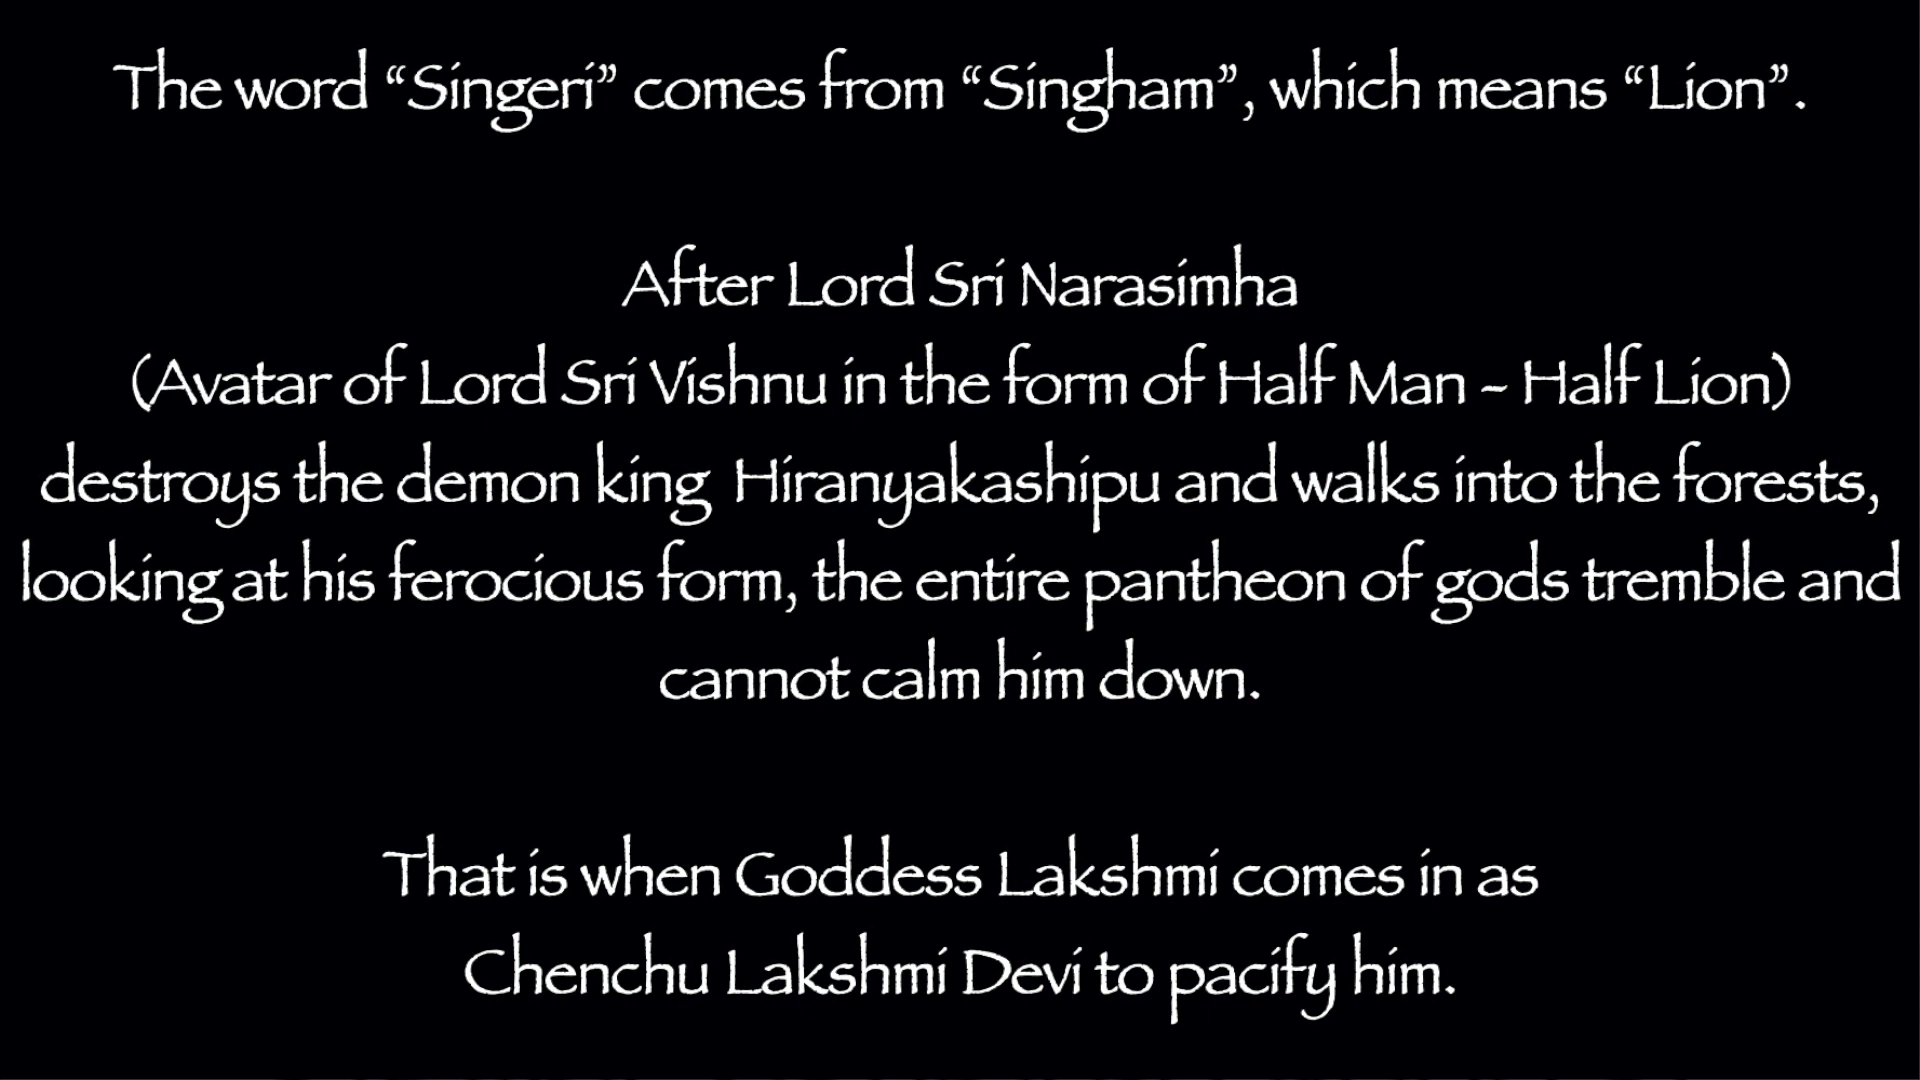 The word “Singeri” comes from “Singham”, which means “Lion”.
After Lord Sri Narasimha
(Avatar of Lord Sri Vishnu in the form of Half Man - Half Lion)
destroys the demon king Hiranyakashipu and walks into the forests,
looking at his ferocious form, the entire pantheon of gods tremble and
cannot calm him down.
That is when Goddess Lakshmi comes in as
Chenchu Lakshmi Devi to pacify him.